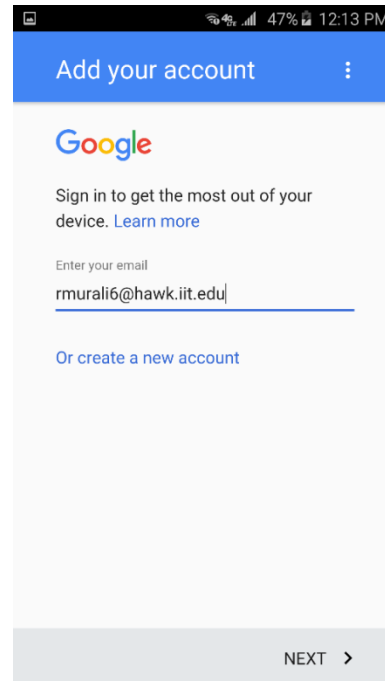 47% 12:13 PM
Add your account
Google
Sign in to get the most out of your
device. Learn more
Enter your email
rmurali6@hawk.iit.edu
Or create a new account
NEXT